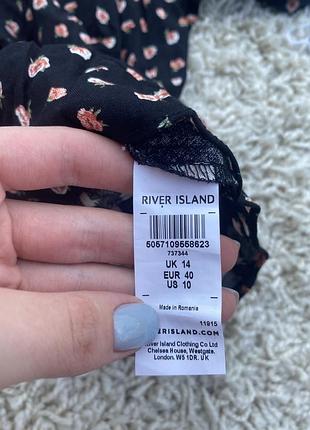 RIVER ISLAND
5057109558623
737344
UK 14
EUR 40
US 10
Made in Romania
11915
ERISLAND.COM
River Island Clothing Co Ltd
Chelsea House, Westgate,
London. W5 1DR. UK